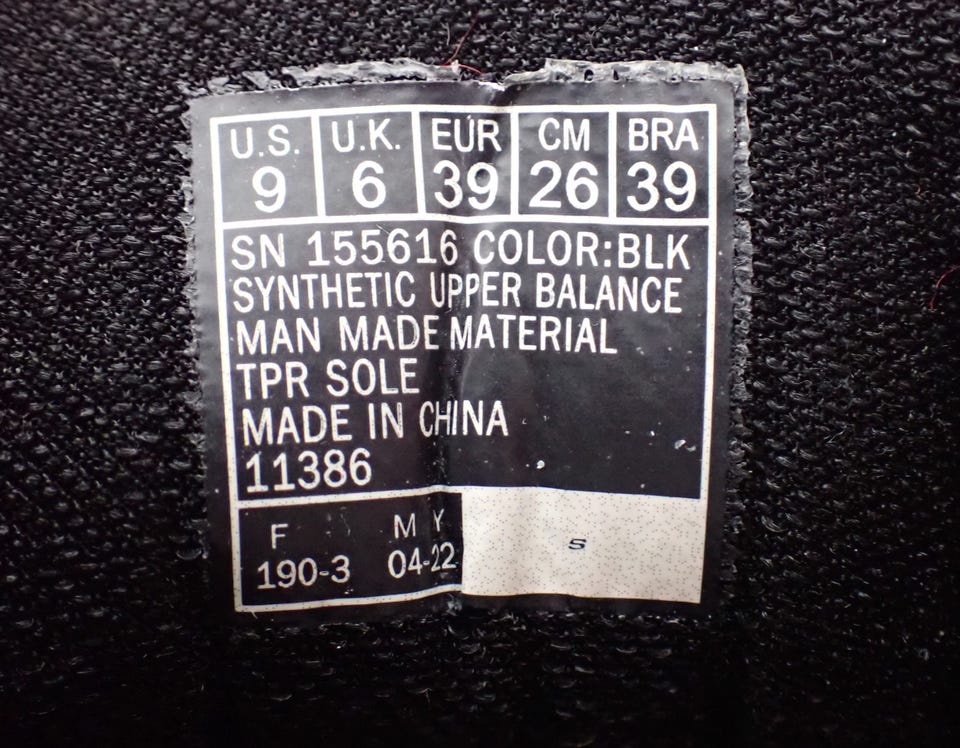 U.S. U.K. EUR CM BRA
9 6 39 26 39
SN 155616 COLOR:BLK
SYNTHETIC UPPER BALANCE
MAN MADE MATERIAL
TPR SOLE
MADE IN CHINA
11386
F M Y
190-3 04-22
5